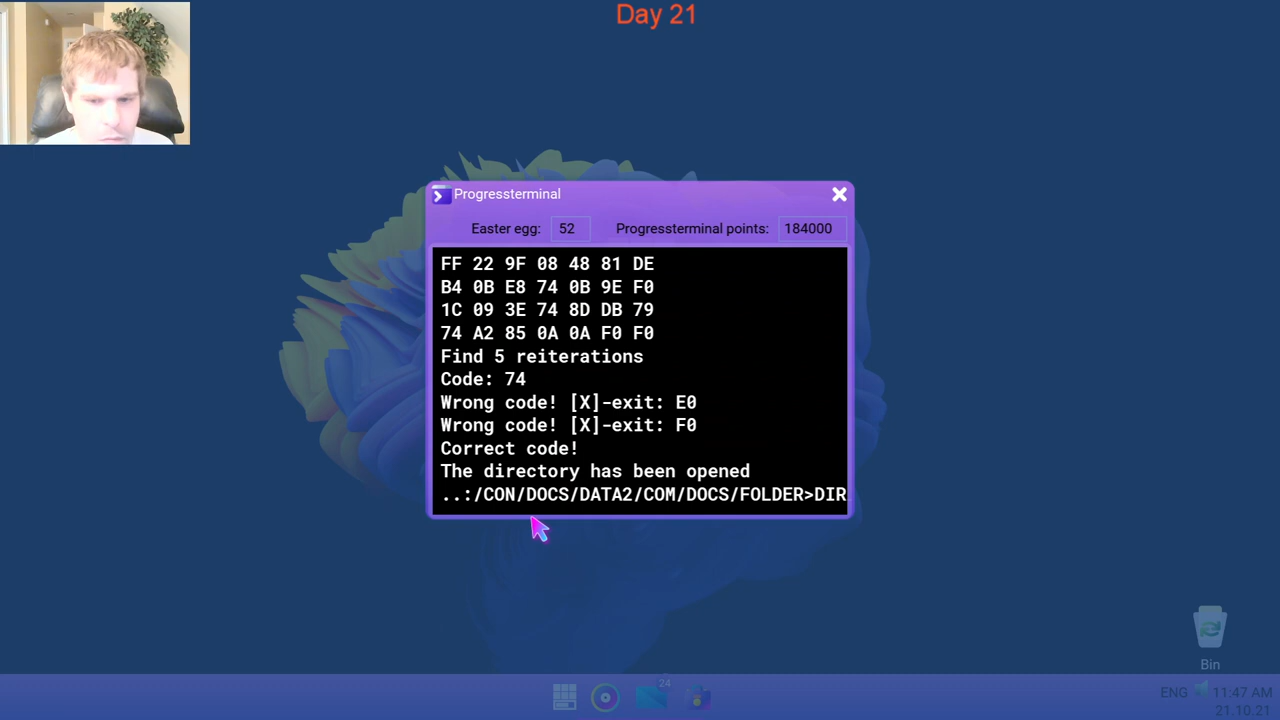 Day 21
Progressterminal
Easter egg: 52 Progressterminal points: 184000
FF 22 9F 08 48 81 DE
B4 0B E8 74 0B 9E F0
1C 09 3E 74 8D DB 79
74 A2 85 0A 0A F0 F0
Find 5 reiterations
Code: 74
Wrong code! [X]-exit: E0
Wrong code! [X]-exit: F0
Correct code!
The directory has been opened
..:/CON/DOCS/DATA2/COM/DOCS/FOLDER>DIR
Bin
24
ENG 11:47 AM
21.10.21